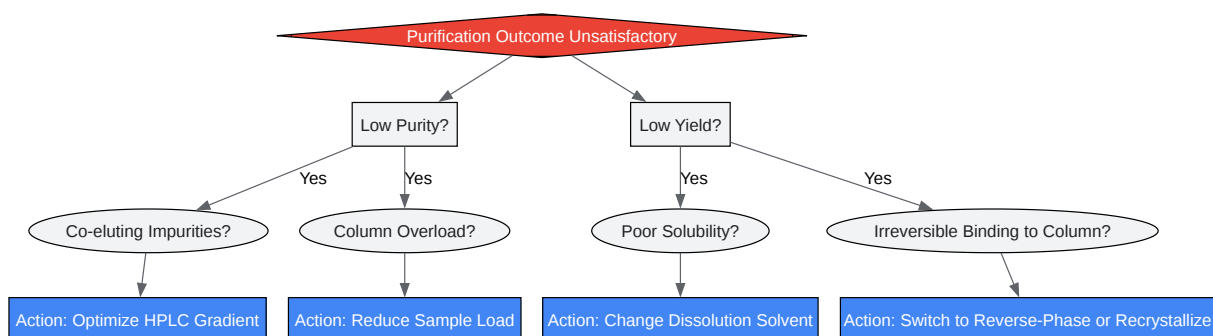 Purification Outcome Unsatisfactory
Low Purity?
Low Yield?
Yes
Yes
Yes
Yes
Co-eluting Impurities?
Column Overload?
Poor Solubility?
Irreversible Binding to Column?
Action: Optimize HPLC Gradient
Action: Reduce Sample Load
Action: Change Dissolution Solvent
Action: Switch to Reverse-Phase or Recrystallize